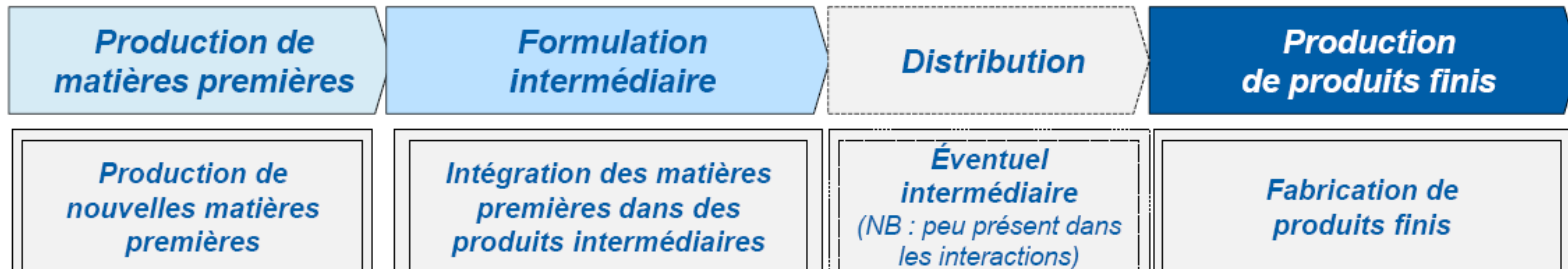 Production de
matières premières
Formulation
intermédiaire
Distribution
Production
de produits finis
Production de
nouvelles matières
premières
Intégration des matières
premières dans des
produits intermédiaires
Éventuel
intermédiaire
(NB : peu présent dans
les interactions)
Fabrication de
produits finis